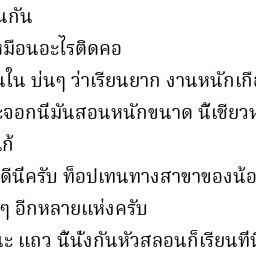 นกัน
หมือนอะไรติดคอ
นใน บ่นๆ ว่าเรียนยาก งานหนักเกื
ะจอกนี่มันสอนหนักขนาด นี้เชียวห
ก้
ดีนี่ครับ ท็อปเทนทางสาขาของน้อ
ๆ อีกหลายแห่งครับ
นะ แถว นี้นั่งกันหัวสลอนก็เรียนที่นี